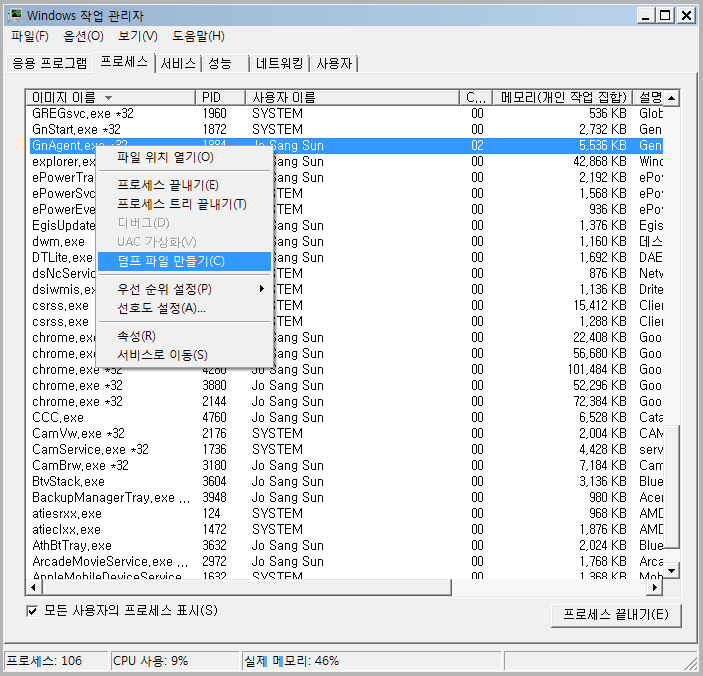 Windows 작업 관리자
파일(F) 옵션(O) 보기(V) 도움말(H)
응용 프로그램 프로세스 서비스 성능 네트워킹 사용자
이미지 이름 PID 사용자 이름 C... 메모리(개인 작업 집합) 설명
GREGsvc.exe *32 1960 SYSTEM 00 536 KB Glob
GnStart.exe *32 1872 SYSTEM 00 2,732 KB Gen
GnAgent.exe *32 1884 Jo Sang Sun 02 5,536 KB Gen
explorer.ex 00 42,868 KB Wind
ePowerTra Sang Sun 00 2,192 KB ePo
ePowerSvc STEM 00 1,568 KB ePo
ePowerEve 00 936 KB ePo
EgisUpdate Sang Sun 00 1,376 KB Egis
dwm.exe Sang Sun 00 1,160 KB 데스
DTLite.exe Sang Sun 00 1,692 KB DAE
dsNcServic STEM 00 876 KB Netw
dsiwmis.ex STEM 00 1,136 KB Drite
csrss.exe STEM 00 15,412 KB Clier
csrss.exe STEM 00 1,288 KB Clier
chrome.exe Sang Sun 00 22,408 KB Goo
chrome.exe Sang Sun 00 56,680 KB Goo
chrome.exe *32 4280 Jo Sang Sun 00 101,484 KB Goo
chrome.exe *32 3880 Jo Sang Sun 00 52,296 KB Goo
chrome.exe *32 2144 Jo Sang Sun 00 72,384 KB Goo
CCC.exe 4760 Jo Sang Sun 00 6,528 KB Cata
CamVw.exe *32 2176 SYSTEM 00 2,004 KB CAM
CamService.exe *32 1736 SYSTEM 00 4,428 KB serv
CamBrw.exe *32 3180 Jo Sang Sun 00 7,184 KB Cam
BtvStack.exe 3604 Jo Sang Sun 00 3,136 KB Blue
BackupManagerTray.exe ... 3948 Jo Sang Sun 00 980 KB Acer
atiesrxx.exe 124 SYSTEM 00 968 KB AMD
atieclxx.exe 1472 SYSTEM 00 1,876 KB AMD
AthBtTray.exe 3632 Jo Sang Sun 00 2,024 KB Blue
ArcadeMovieService.exe ... 2972 Jo Sang Sun 00 1,768 KB Arca
AppleMobileDeviceService... 1632 SYSTEM 00 1,368 KB Mob
파일 위치 열기(O)
프로세스 끝내기(E)
프로세스 트리 끝내기(T)
디버그(D)
UAC 가상화(V)
덤프 파일 만들기(C)
우선 순위 설정(P)
선호도 설정(A)...
속성(R)
서비스로 이동(S)
모든 사용자의 프로세스 표시(S)
프로세스 끝내기(E)
프로세스: 106 CPU 사용: 9% 실제 메모리: 46%